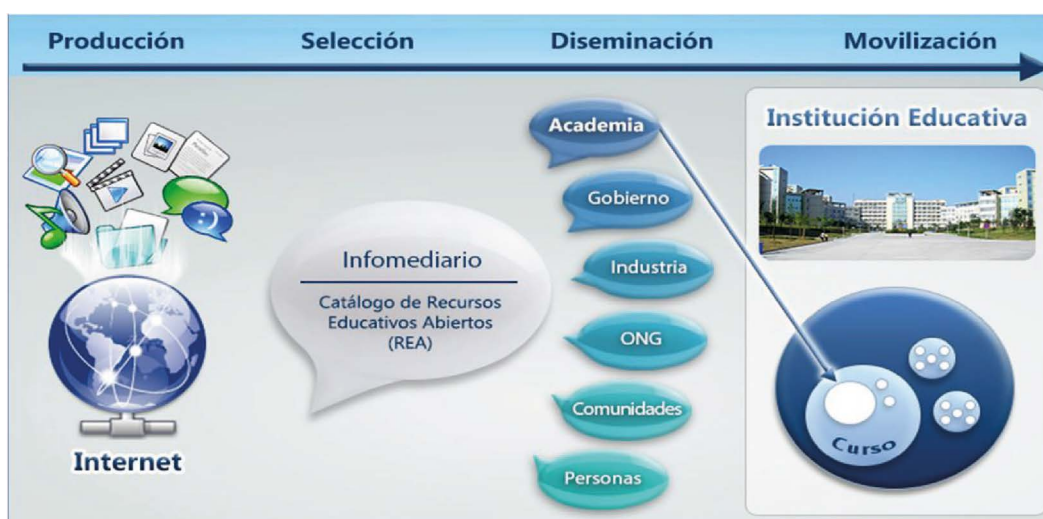 Producción
Selección
Diseminación
Movilización
Internet
Infomediario
Catálogo de Recursos
Educativos Abiertos
(REA)
Academia
Gobierno
Industria
ONG
Comunidades
Personas
Institución Educativa
Curso